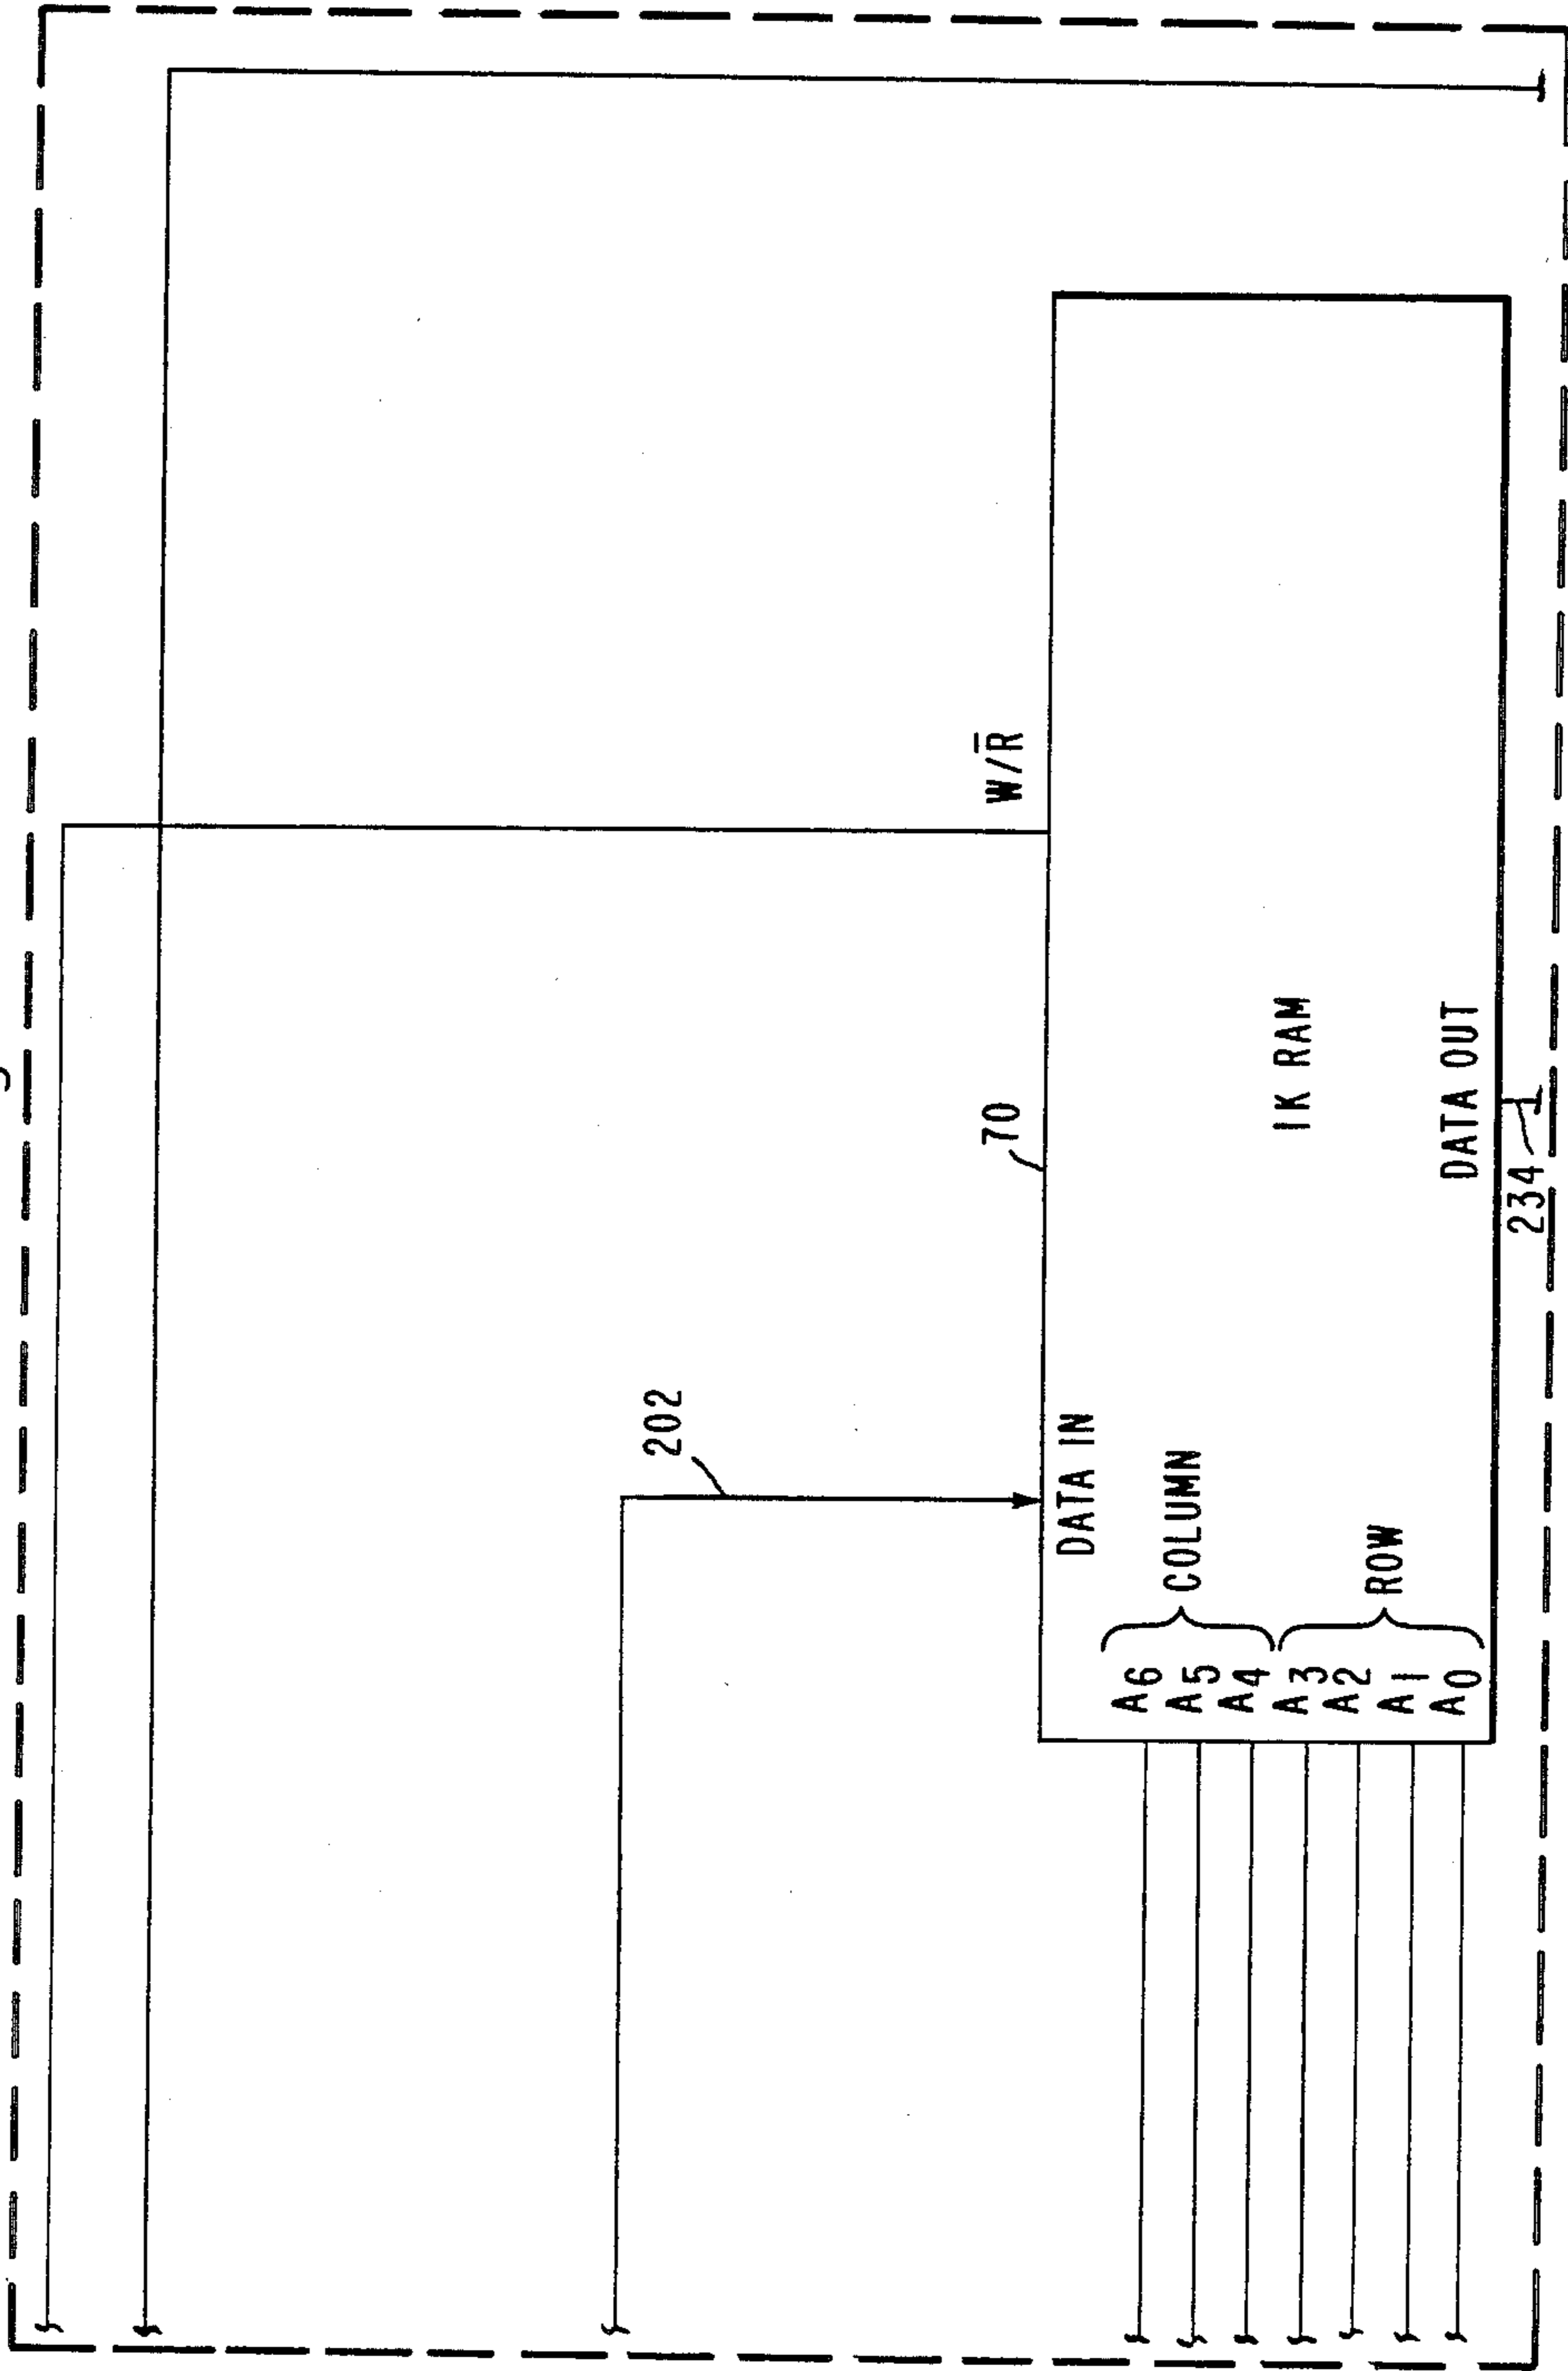 W/R̅
70
202
DATA IN
A6
A5
A4
COLUMN
A3
A2
A1
A0
ROW
1K RAM
DATA OUT
234